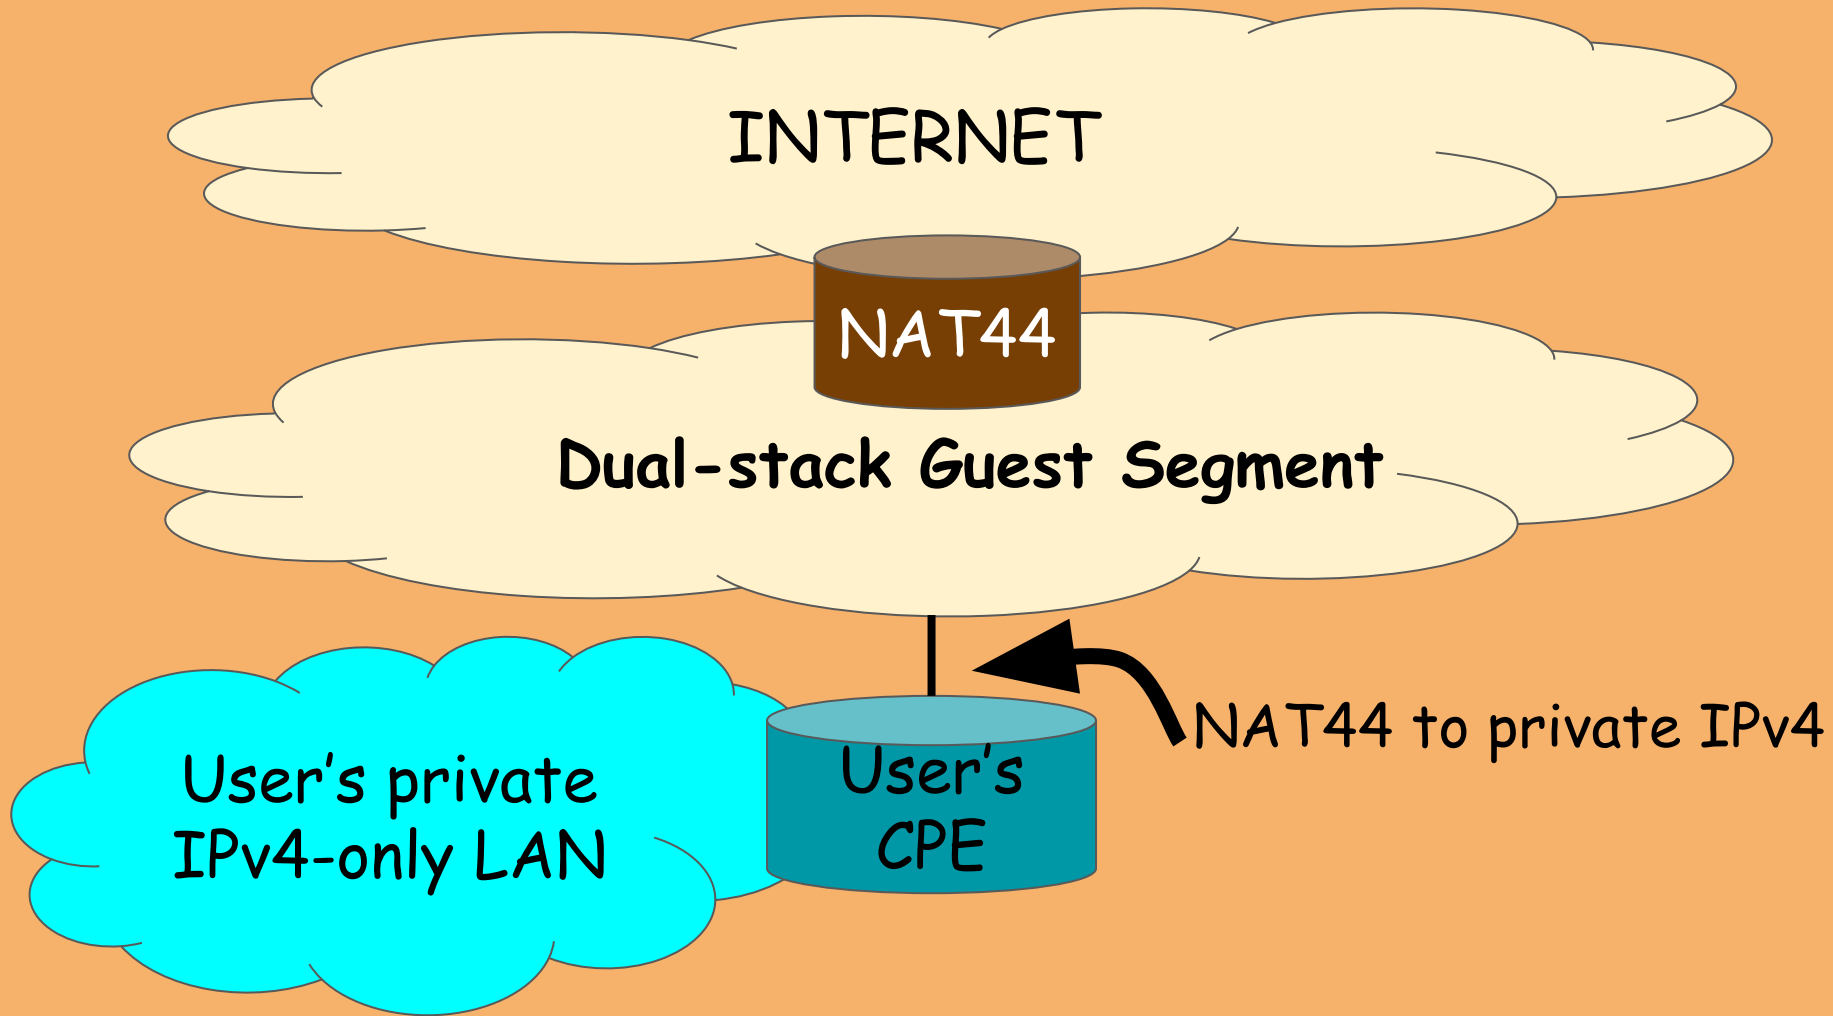 INTERNET
NAT44
Dual-stack Guest Segment
NAT44 to private IPv4
User's private
IPv4-only LAN
User's
CPE